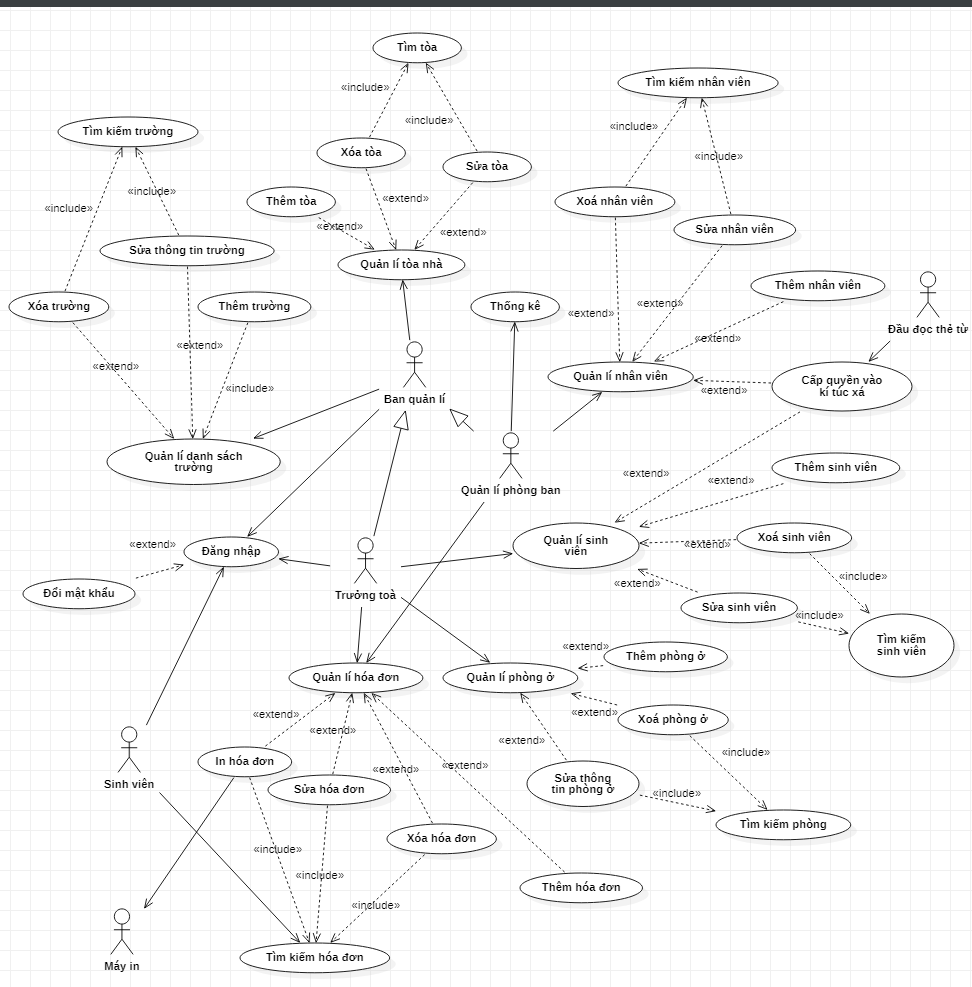 Tìm tòa
Tìm kiếm nhân viên
«include»
«include»
«include»
Tìm kiếm trường
Xóa tòa
«include»
Sửa tòa
«include»
Thêm tòa
«extend»
Xoá nhân viên
«include»
«extend»
«extend»
Sửa nhân viên
Sửa thông tin trường
Quản lí tòa nhà
Thêm nhân viên
Xóa trường
Thêm trường
Thống kê
«extend»
«extend»
Đầu đọc thẻ từ
«extend»
«extend»
«extend»
Quản lí nhân viên
Cấp quyền vào
kí túc xá
«extend»
«include»
«extend»
Ban quản lí
Quản lí danh sách
trường
Thêm sinh viên
«extend»
«extend»
Quản lí phòng ban
Xoá sinh viên
Quản lí sinh
viên
«extend»
«extend»
Đăng nhập
«include»
«extend»
Đổi mật khẩu
Trưởng toà
Sửa sinh viên
«include»
Tìm kiếm
sinh viên
«extend»
Thêm phòng ở
Quản lí hóa đơn
Quản lí phòng ở
«extend»
«extend»
Xoá phòng ở
«extend»
«extend»
«include»
In hóa đơn
«extend»
«extend»
Sửa thông
tin phòng ở
Sinh viên
Sửa hóa đơn
«include»
Tìm kiếm phòng
Xóa hóa đơn
«include»
«include»
Thêm hóa đơn
«include»
Tìm kiếm hóa đơn
Máy in